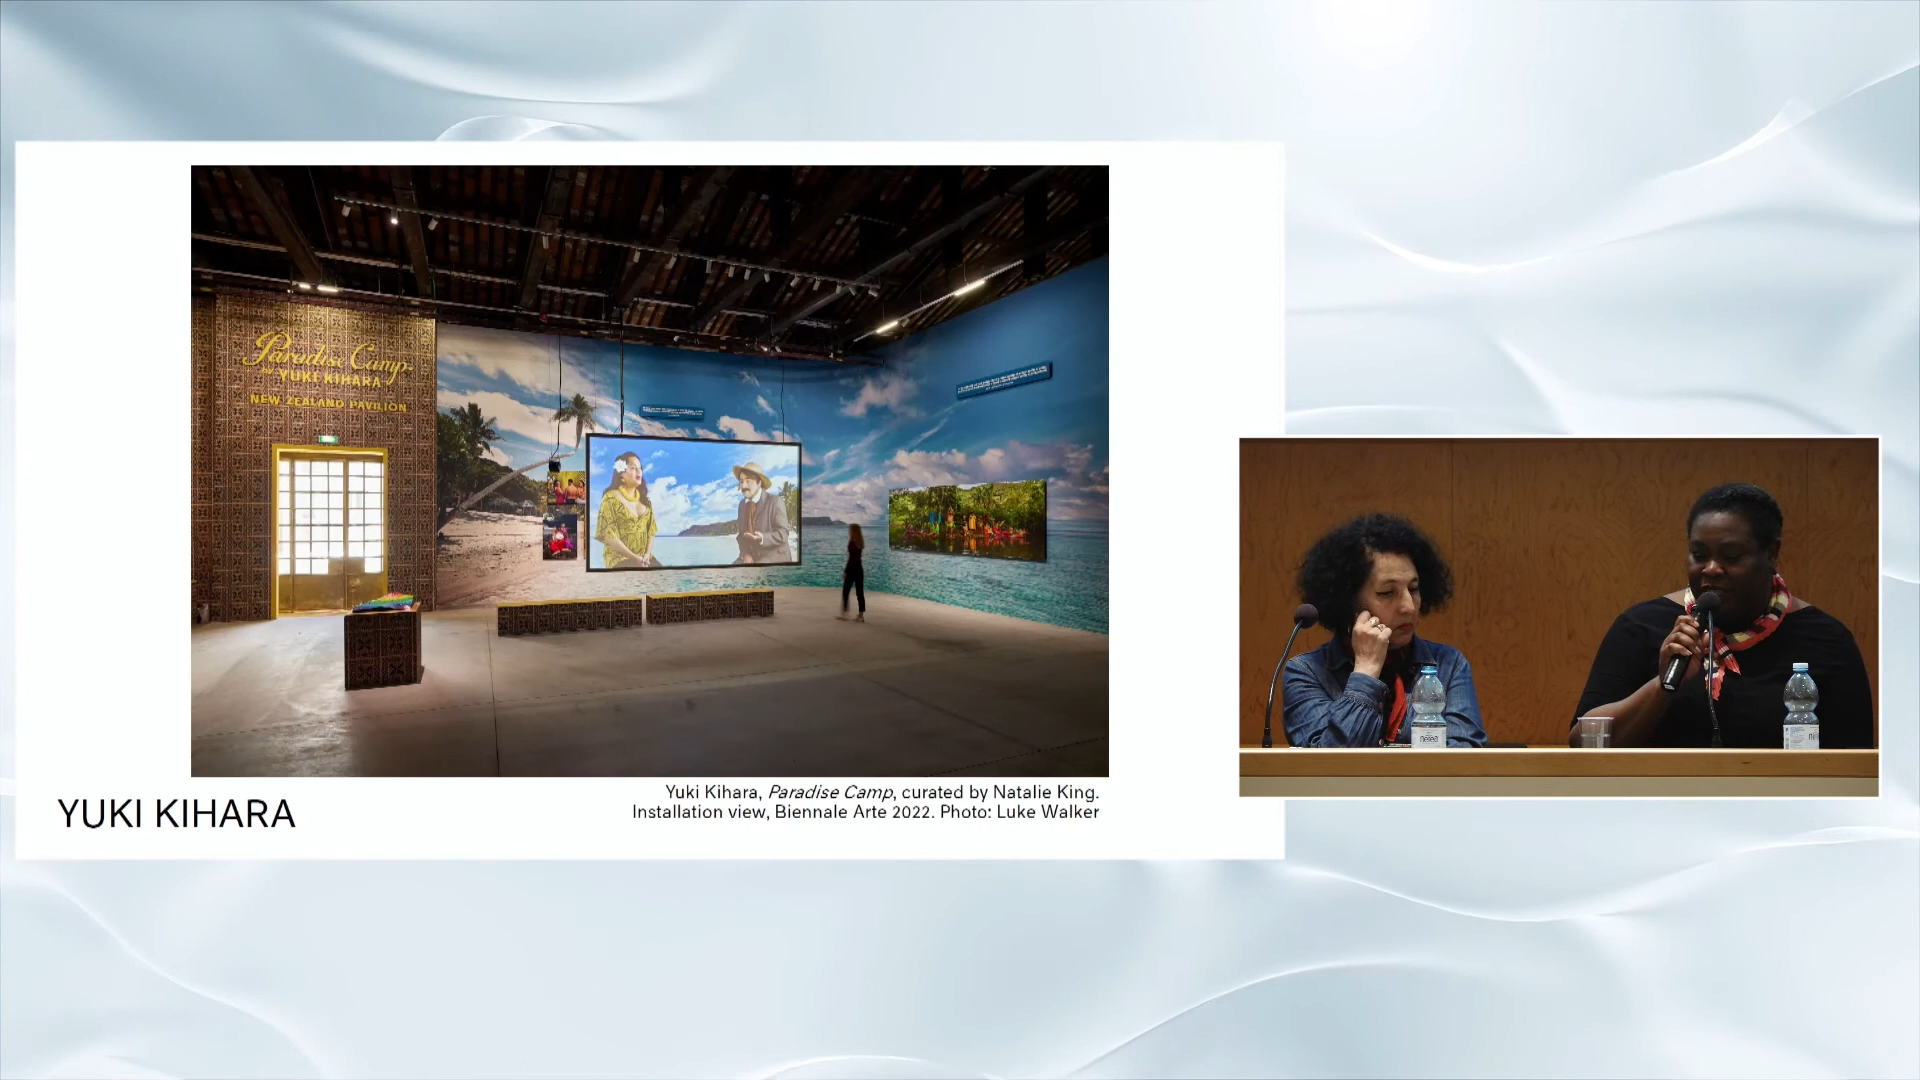 Paradise Camp
BY YUKI KIHARA
NEW ZEALAND PAVILION
YUKI KIHARA
Yuki Kihara, Paradise Camp, curated by Natalie King.
Installation view, Biennale Arte 2022. Photo: Luke Walker